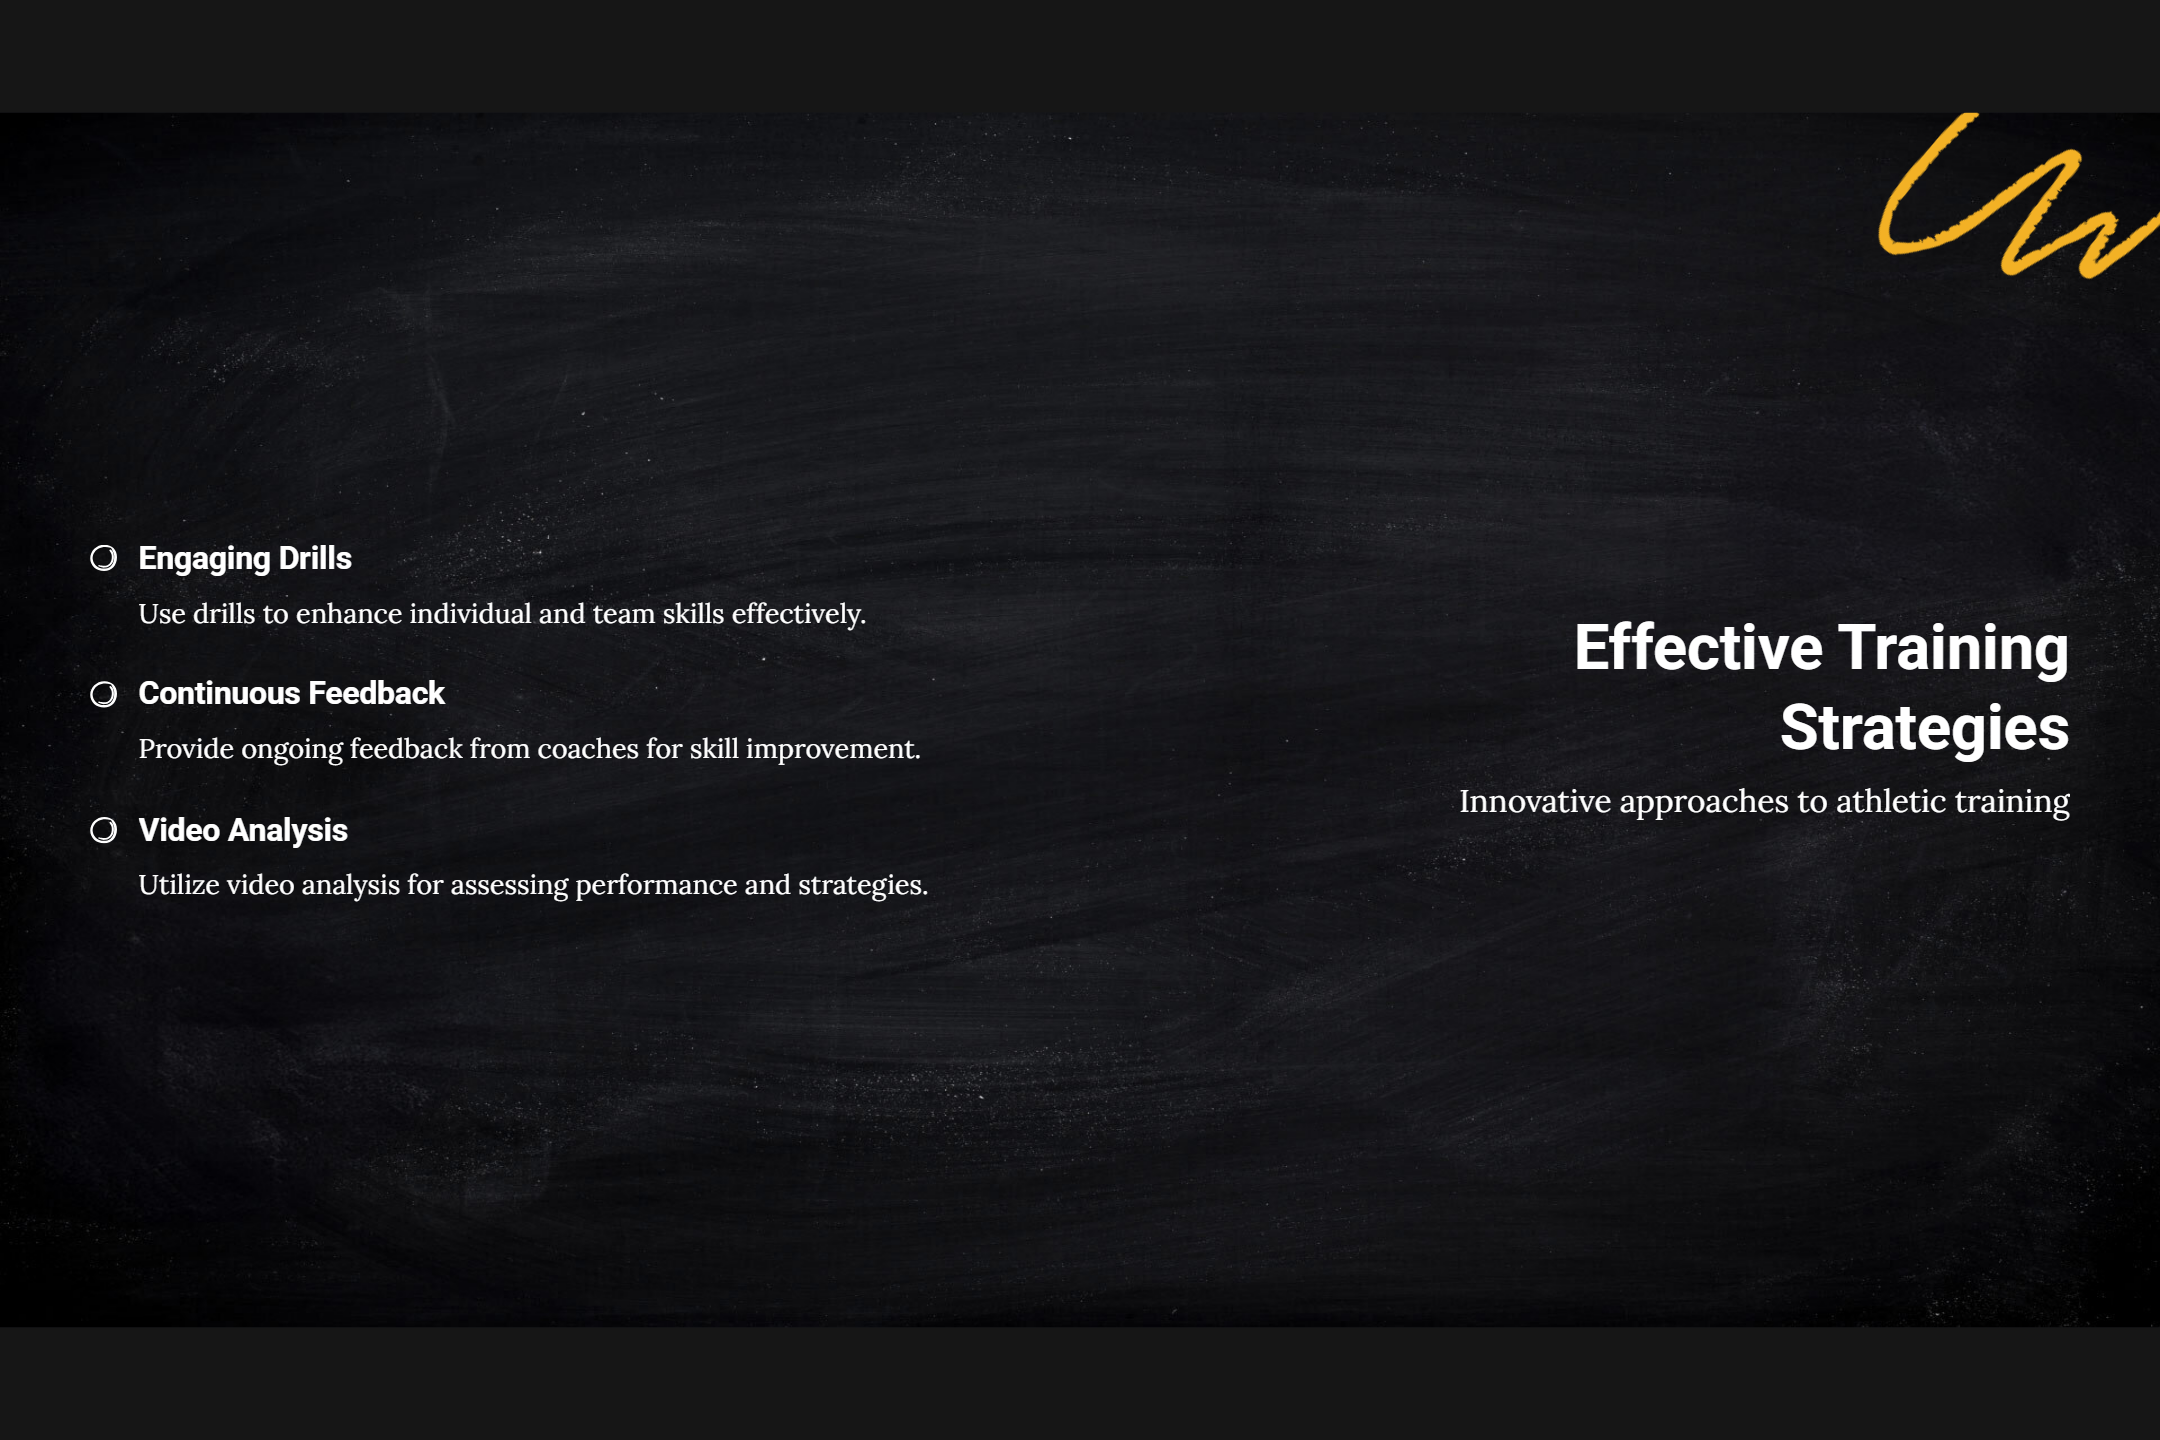 Engaging Drills
Use drills to enhance individual and team skills effectively.
Continuous Feedback
Provide ongoing feedback from coaches for skill improvement.
Video Analysis
Utilize video analysis for assessing performance and strategies.
Effective Training
Strategies
Innovative approaches to athletic training